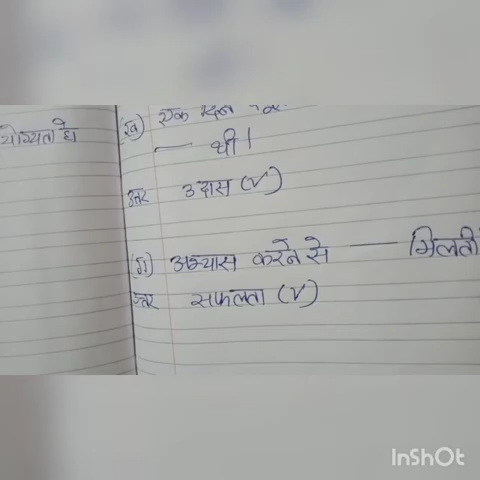 योग्यता है
(ख) एक दिन
— थी।
उत्तर उदास (✓)
(ग) अभ्यास करने से — मिलती
उत्तर सफलता (✓)
InShOt